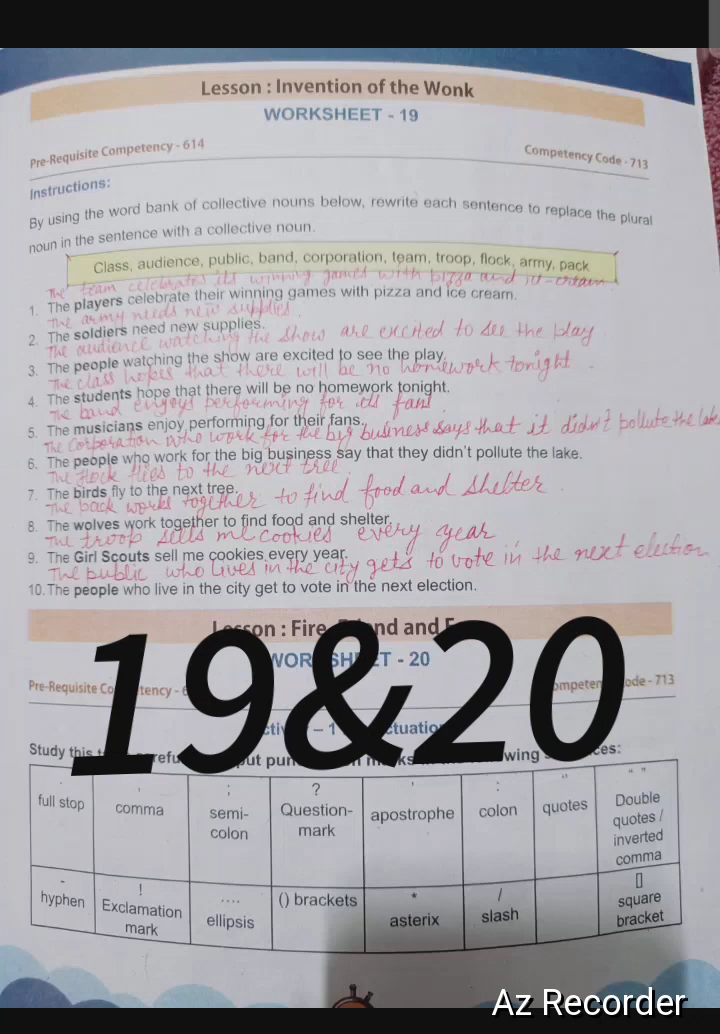 Lesson : Invention of the Wonk
WORKSHEET - 19
Pre-Requisite Competency - 614
Competency Code - 713
Instructions:
By using the word bank of collective nouns below, rewrite each sentence to replace the plural
noun in the sentence with a collective noun.
Class, audience, public, band, corporation, team, troop, flock, army, pack
The team celebrates its winning games with pizza and ice-cream
1. The players celebrate their winning games with pizza and ice cream.
The army needs new supplies.
2. The soldiers need new supplies.
The audience watching the show are excited to see the play
3. The people watching the show are excited to see the play.
The class hopes that there will be no homework tonight.
4. The students hope that there will be no homework tonight.
The band enjoys performing for its fans
5. The musicians enjoy performing for their fans.
The Corporation who work for the big business says that it didn't pollute the lake
6. The people who work for the big business say that they didn't pollute the lake.
The flock flies to the next tree.
7. The birds fly to the next tree.
The pack works together to find food and shelter.
8. The wolves work together to find food and shelter.
The troop sells me cookies every year
9. The Girl Scouts sell me cookies every year.
The public who lives in the city gets to vote in the next election
10. The people who live in the city get to vote in the next election.
Lesson : Fire and
19&20
WORKSHEET - 20
Code - 713
Study this
full stop
, comma
; semi-colon
? Question-mark
' apostrophe
: colon
quotes
" " Double quotes / inverted comma
- hyphen
! Exclamation mark
.... ellipsis
() brackets
* asterix
/ slash
[] square bracket
Az Recorder